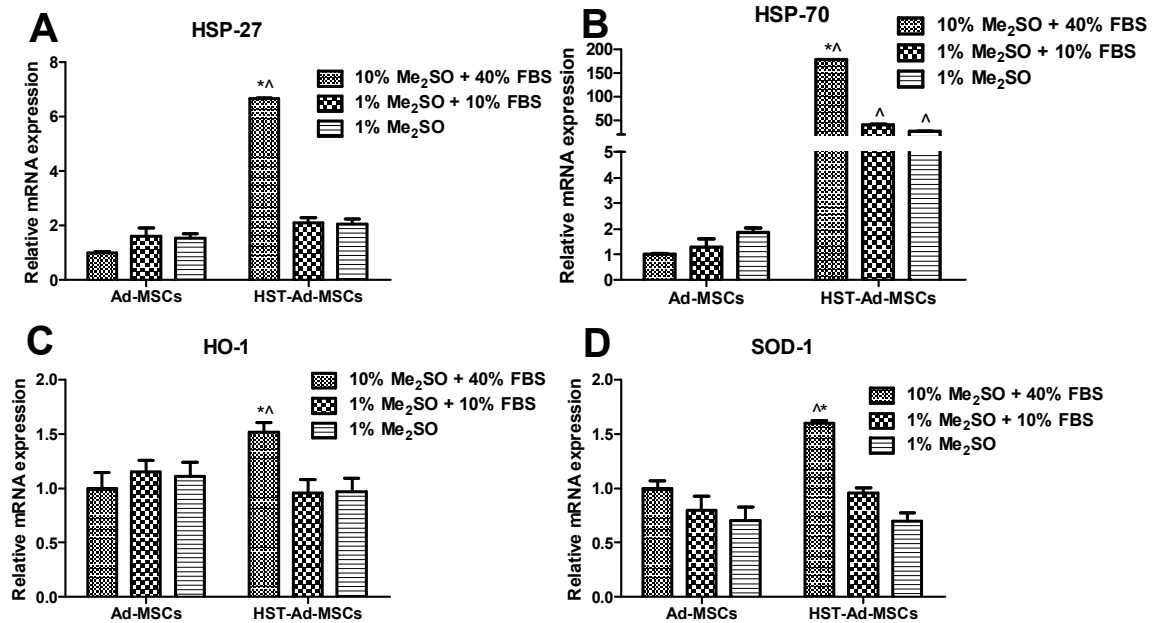 A
HSP-27
Relative mRNA expression
8
6
4
2
0
*^
10% Me2SO + 40% FBS
1% Me2SO + 10% FBS
1% Me2SO
Ad-MSCs
HST-Ad-MSCs
B
HSP-70
Relative mRNA expression
200
150
100
50
5
4
3
2
1
0
*^
^
^
10% Me2SO + 40% FBS
1% Me2SO + 10% FBS
1% Me2SO
Ad-MSCs
HST-Ad-MSCs
C
HO-1
Relative mRNA expression
2.0
1.5
1.0
0.5
0.0
*^
10% Me2SO + 40% FBS
1% Me2SO + 10% FBS
1% Me2SO
Ad-MSCs
HST-Ad-MSCs
D
SOD-1
Relative mRNA expression
2.0
1.5
1.0
0.5
0.0
^*
10% Me2SO + 40% FBS
1% Me2SO + 10% FBS
1% Me2SO
Ad-MSCs
HST-Ad-MSCs